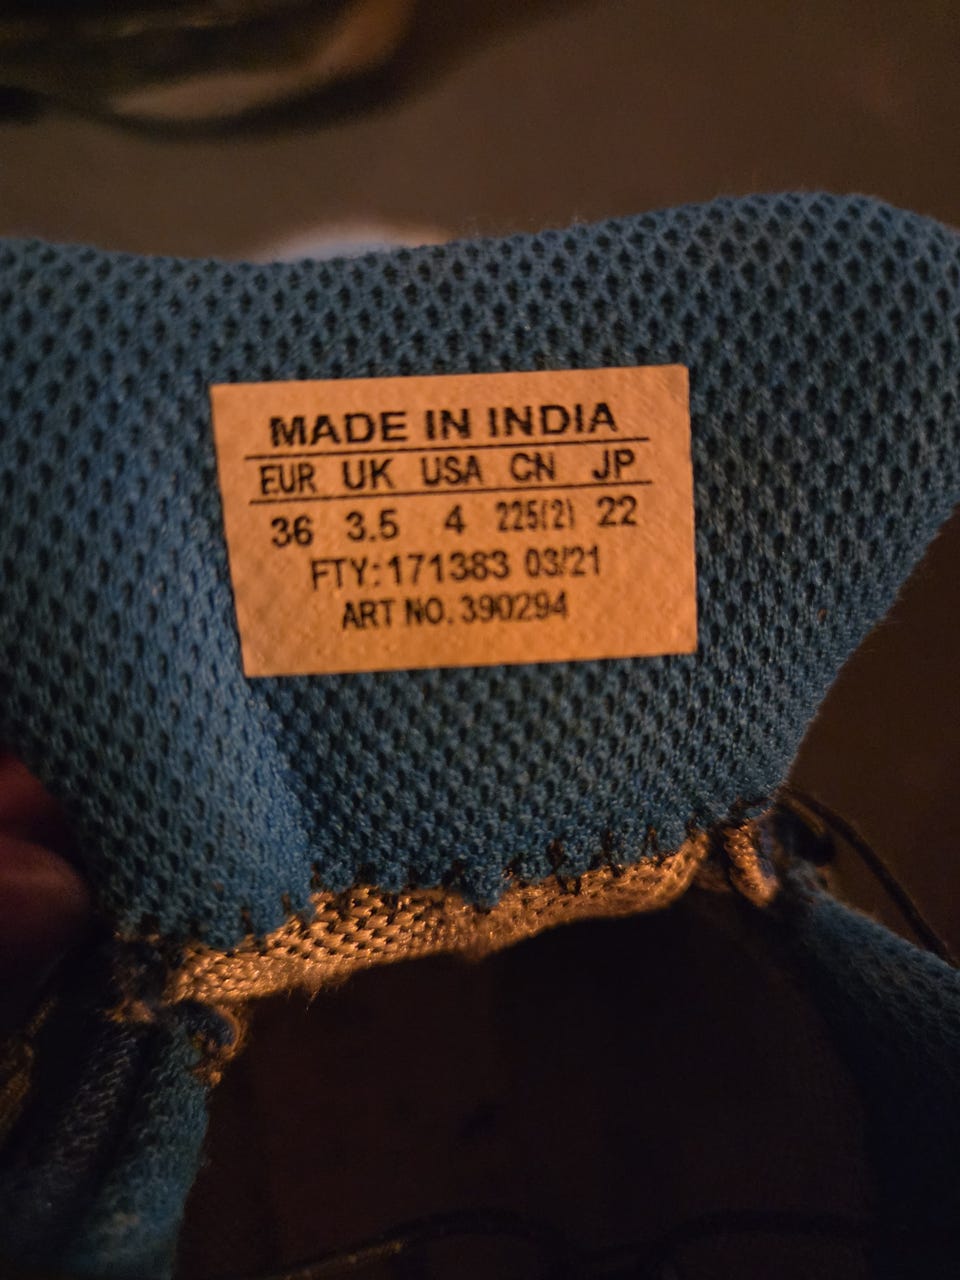 MADE IN INDIA
EUR UK USA CN JP
36 3.5 4 225(2) 22
FTY:171383 03/21
ART NO. 390294